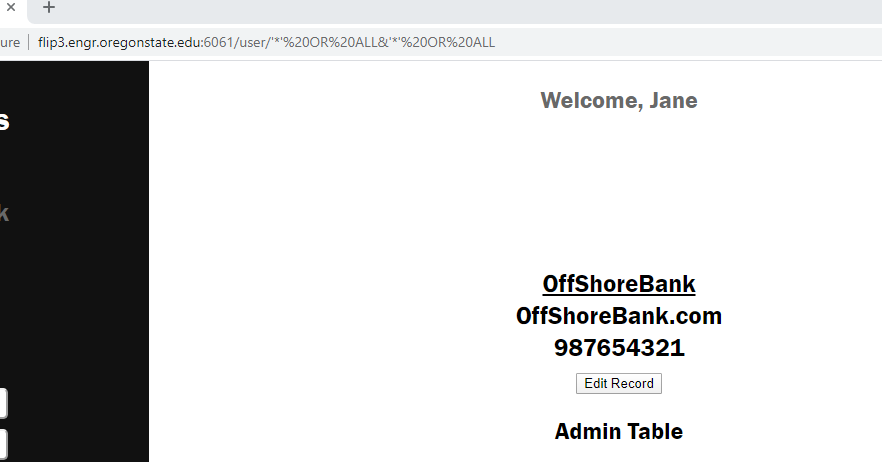 ure flip3.engr.oregonstate.edu:6061/user/'*'%20OR%20ALL&'*'%20OR%20ALL
s
Welcome, Jane
k
OffShoreBank
OffShoreBank.com
987654321
Edit Record
Admin Table